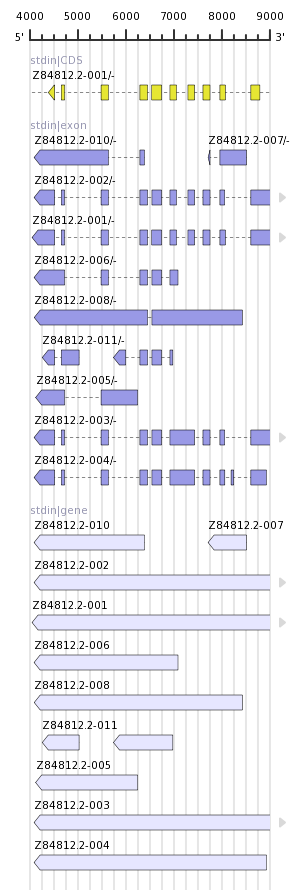 4000 5000 6000 7000 8000 9000
5' 3'
stdin|CDS
Z84812.2-001/-
stdin|exon
Z84812.2-010/- Z84812.2-007/-
Z84812.2-002/-
Z84812.2-001/-
Z84812.2-006/-
Z84812.2-008/-
Z84812.2-011/-
Z84812.2-005/-
Z84812.2-003/-
Z84812.2-004/-
stdin|gene
Z84812.2-010 Z84812.2-007
Z84812.2-002
Z84812.2-001
Z84812.2-006
Z84812.2-008
Z84812.2-011
Z84812.2-005
Z84812.2-003
Z84812.2-004